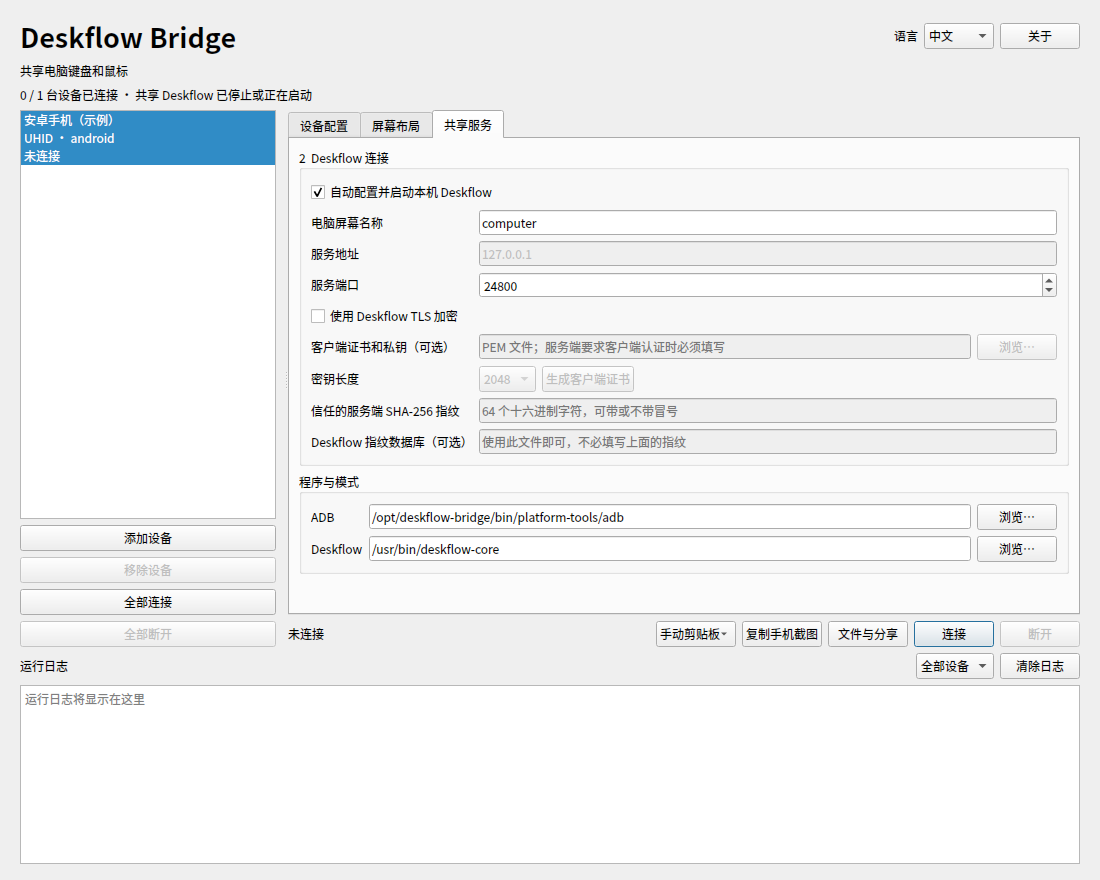 Deskflow Bridge
语言 中文 关于
共享电脑键盘和鼠标
0 / 1 台设备已连接 · 共享 Deskflow 已停止或正在启动
安卓手机（示例）
UHID · android
未连接
添加设备
移除设备
全部连接
全部断开
设备配置 屏幕布局 共享服务
2 Deskflow 连接
自动配置并启动本机 Deskflow
电脑屏幕名称 computer
服务地址 127.0.0.1
服务端口 24800
使用 Deskflow TLS 加密
客户端证书和私钥（可选） PEM 文件；服务端要求客户端认证时必须填写 浏览…
密钥长度 2048 生成客户端证书
信任的服务端 SHA-256 指纹 64 个十六进制字符，可带或不带冒号
Deskflow 指纹数据库（可选） 使用此文件即可，不必填写上面的指纹
程序与模式
ADB /opt/deskflow-bridge/bin/platform-tools/adb 浏览…
Deskflow /usr/bin/deskflow-core 浏览…
未连接 手动剪贴板 复制手机截图 文件与分享 连接 断开
运行日志 全部设备 清除日志
运行日志将显示在这里